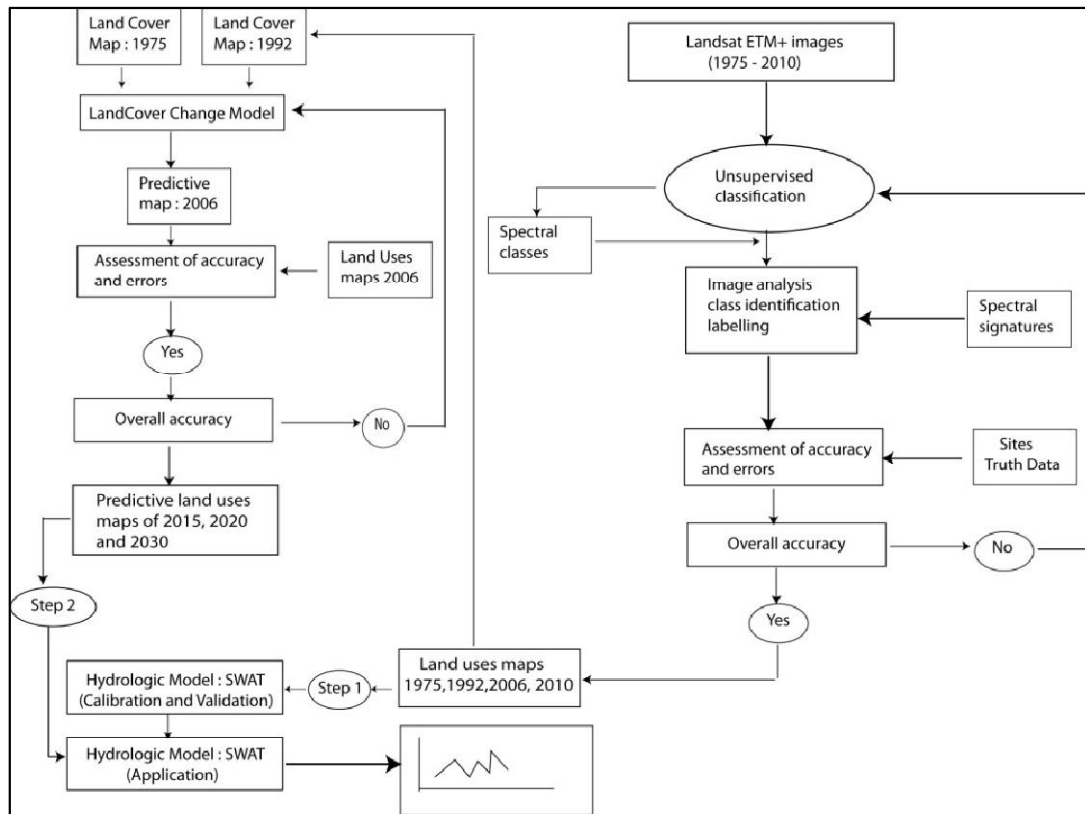 Land Cover
Map : 1975
Land Cover
Map : 1992
LandCover Change Model
Predictive
map : 2006
Assessment of accuracy
and errors
Land Uses
maps 2006
Yes
Overall accuracy
No
Predictive land uses
maps of 2015, 2020
and 2030
Step 2
Hydrologic Model : SWAT
(Calibration and Validation)
Hydrologic Model : SWAT
(Application)
Step 1
Land uses maps
1975,1992,2006, 2010
Landsat ETM+ images
(1975 - 2010)
Unsupervised
classification
Spectral
classes
Image analysis
class identification
labelling
Spectral
signatures
Assessment of accuracy
and errors
Sites
Truth Data
Overall accuracy
No
Yes